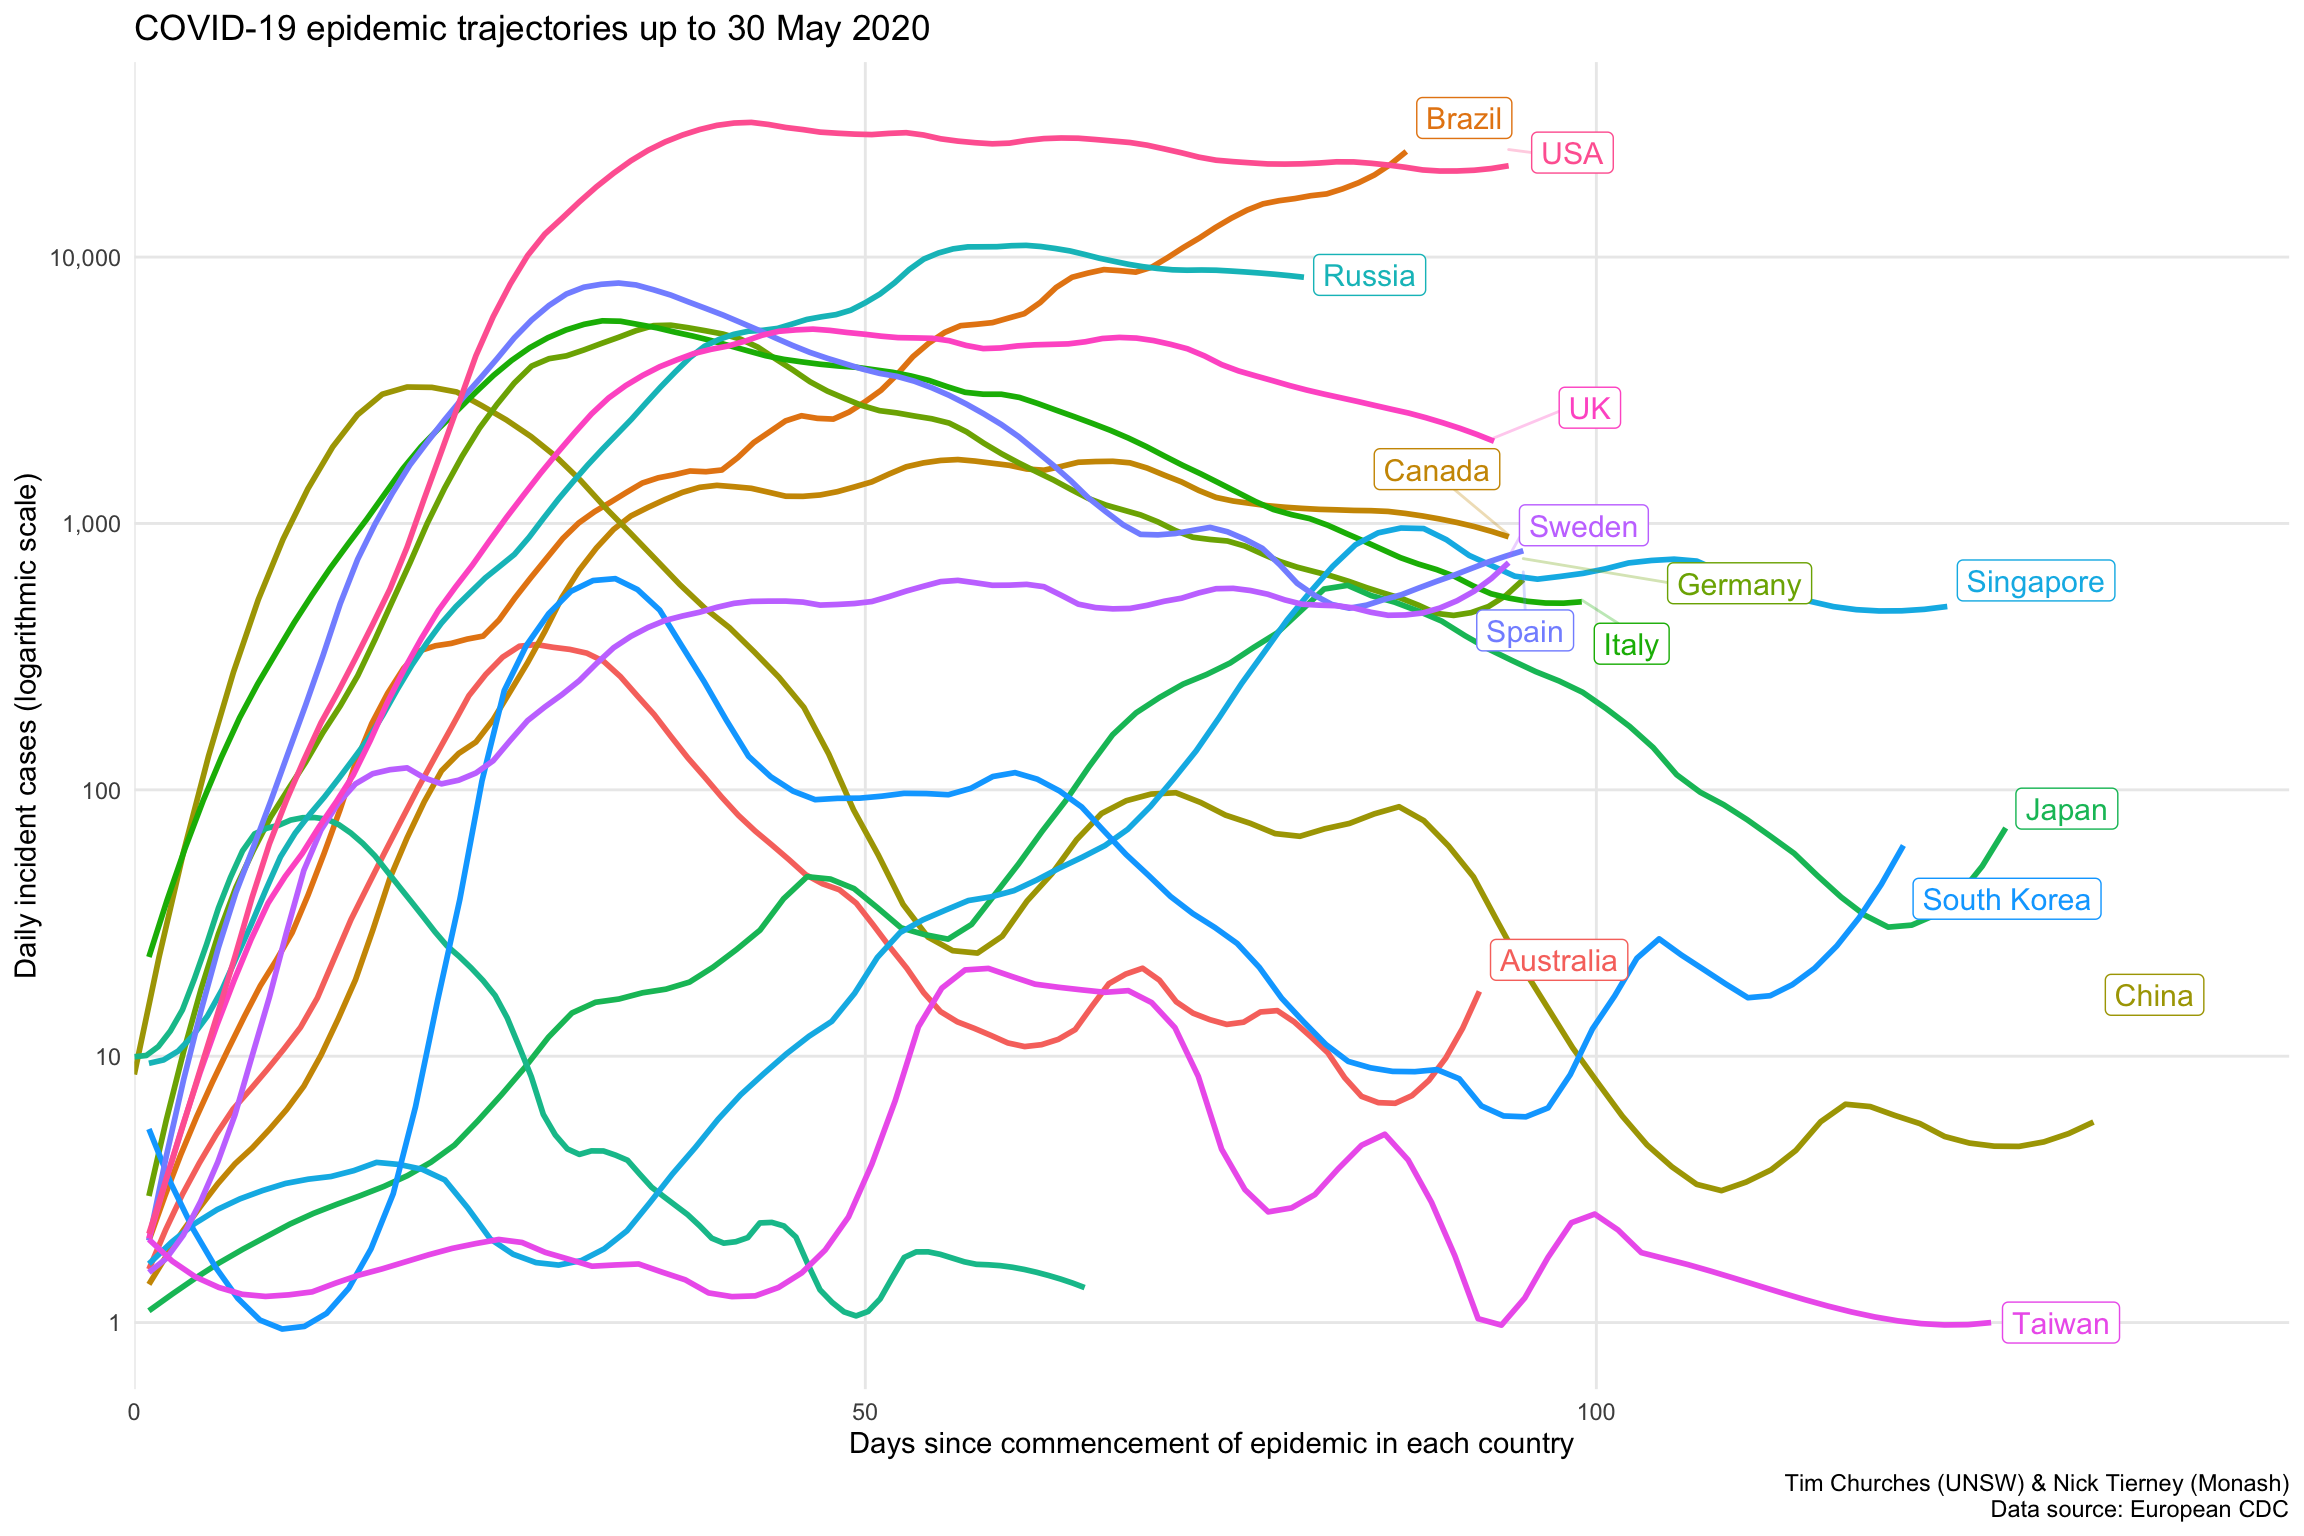 COVID-19 epidemic trajectories up to 30 May 2020
Daily incident cases (logarithmic scale)
10,000
1,000
100
10
1
Brazil
USA
Russia
UK
Canada
Sweden
Germany
Singapore
Spain
Italy
Japan
South Korea
Australia
China
Taiwan
0
50
100
Days since commencement of epidemic in each country
Tim Churches (UNSW) & Nick Tierney (Monash)
Data source: European CDC